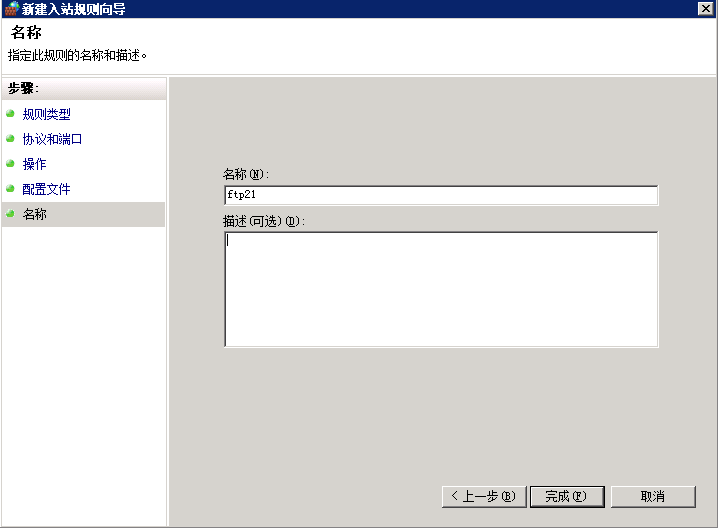 新建入站规则向导
名称
指定此规则的名称和描述。
步骤:
规则类型
协议和端口
操作
配置文件
名称
名称(N):
ftp21
描述(可选)(D):
< 上一步(B)
完成(F)
取消